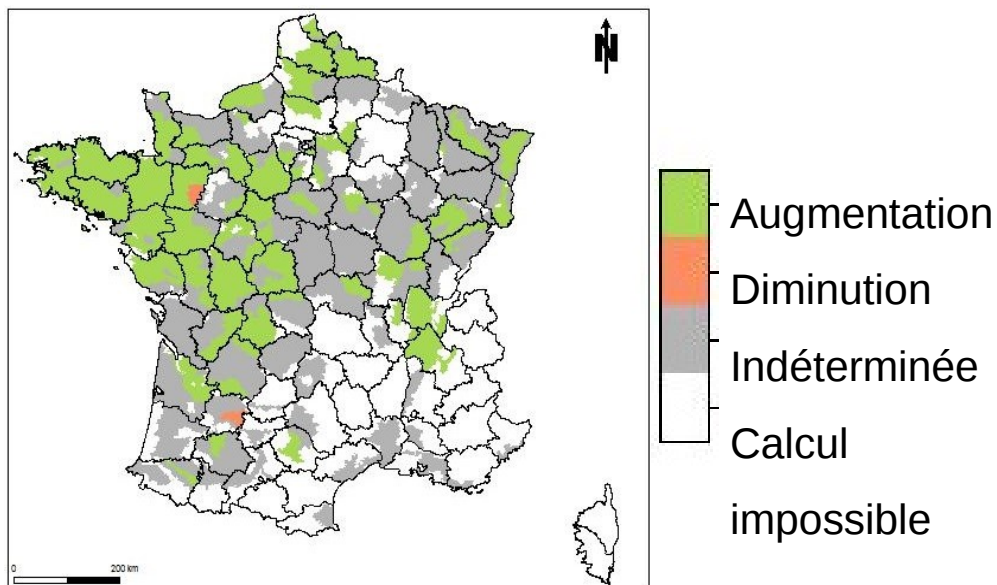 N
Augmentation
Diminution
Indéterminée
Calcul
impossible
0 200 km